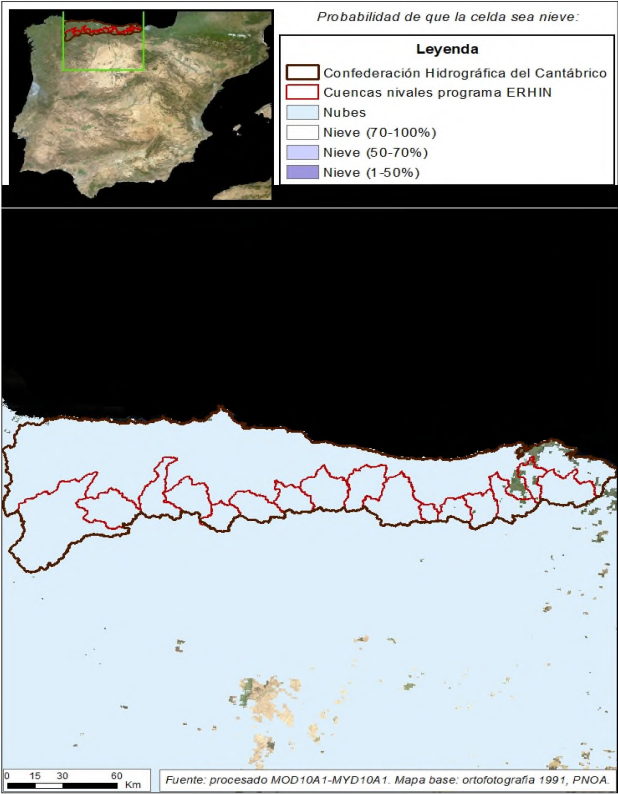 Probabilidad de que la celda sea nieve:
Leyenda
Confederación Hidrográfica del Cantábrico
Cuencas nivales programa ERHIN
Nubes
Nieve (70-100%)
Nieve (50-70%)
Nieve (1-50%)
0 15 30 60
Km
Fuente: procesado MOD10A1-MYD10A1. Mapa base: ortofotografia 1991, PNOA.